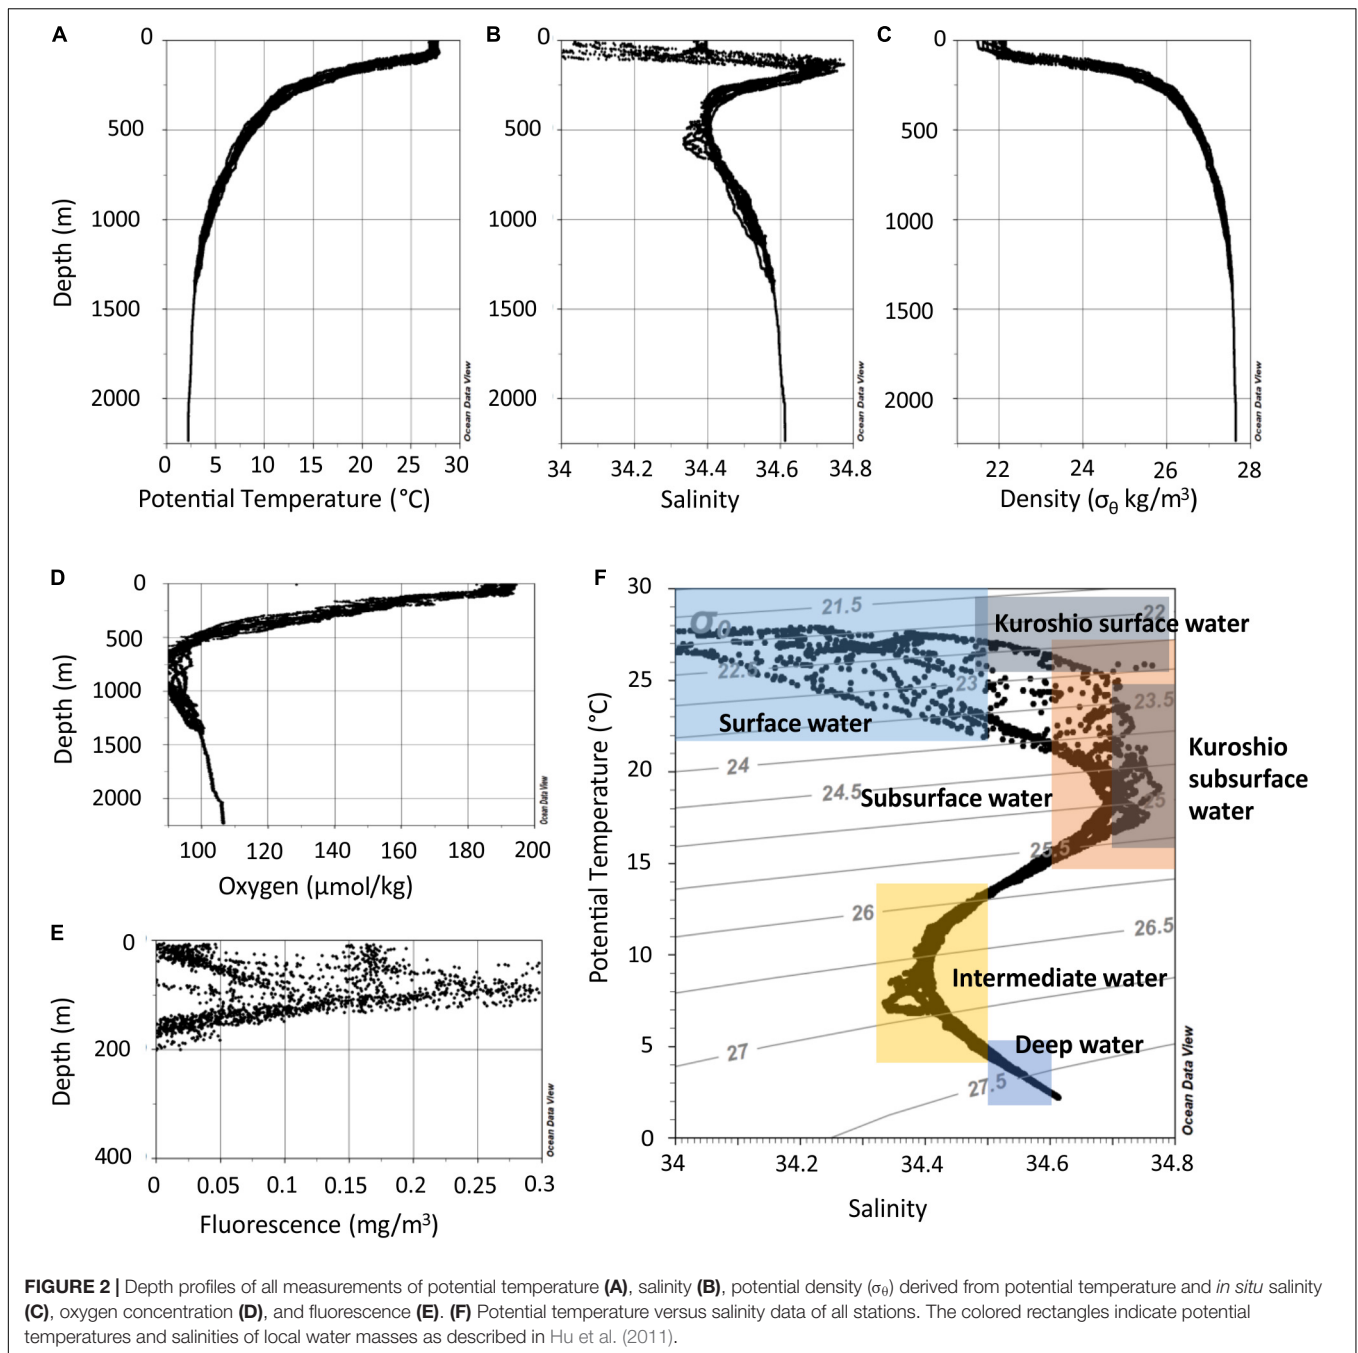 A
0
500
1000
1500
2000
Depth (m)
0 5 10 15 20 25 30
Potential Temperature (°C)
Ocean Data View
B
0
500
1000
1500
2000
34 34.2 34.4 34.6 34.8
Salinity
Ocean Data View
C
0
500
1000
1500
2000
22 24 26 28
Density (σθ kg/m³)
Ocean Data View
D
0
500
1000
1500
2000
Depth (m)
100 120 140 160 180 200
Oxygen (µmol/kg)
Ocean Data View
E
0
200
400
Depth (m)
0 0.05 0.1 0.15 0.2 0.25 0.3
Fluorescence (mg/m³)
Ocean Data View
F
30
25
20
15
10
5
0
Potential Temperature (°C)
σ0
21.5
22
22.5
23
23.5
24
24.5
25
25.5
26
26.5
27
27.5
Kuroshio surface water
Surface water
Kuroshio
subsurface
water
Subsurface water
Intermediate water
Deep water
34 34.2 34.4 34.6 34.8
Salinity
Ocean Data View
FIGURE 2 | Depth profiles of all measurements of potential temperature (A), salinity (B), potential density (σθ) derived from potential temperature and in situ salinity
(C), oxygen concentration (D), and fluorescence (E). (F) Potential temperature versus salinity data of all stations. The colored rectangles indicate potential
temperatures and salinities of local water masses as described in Hu et al. (2011).